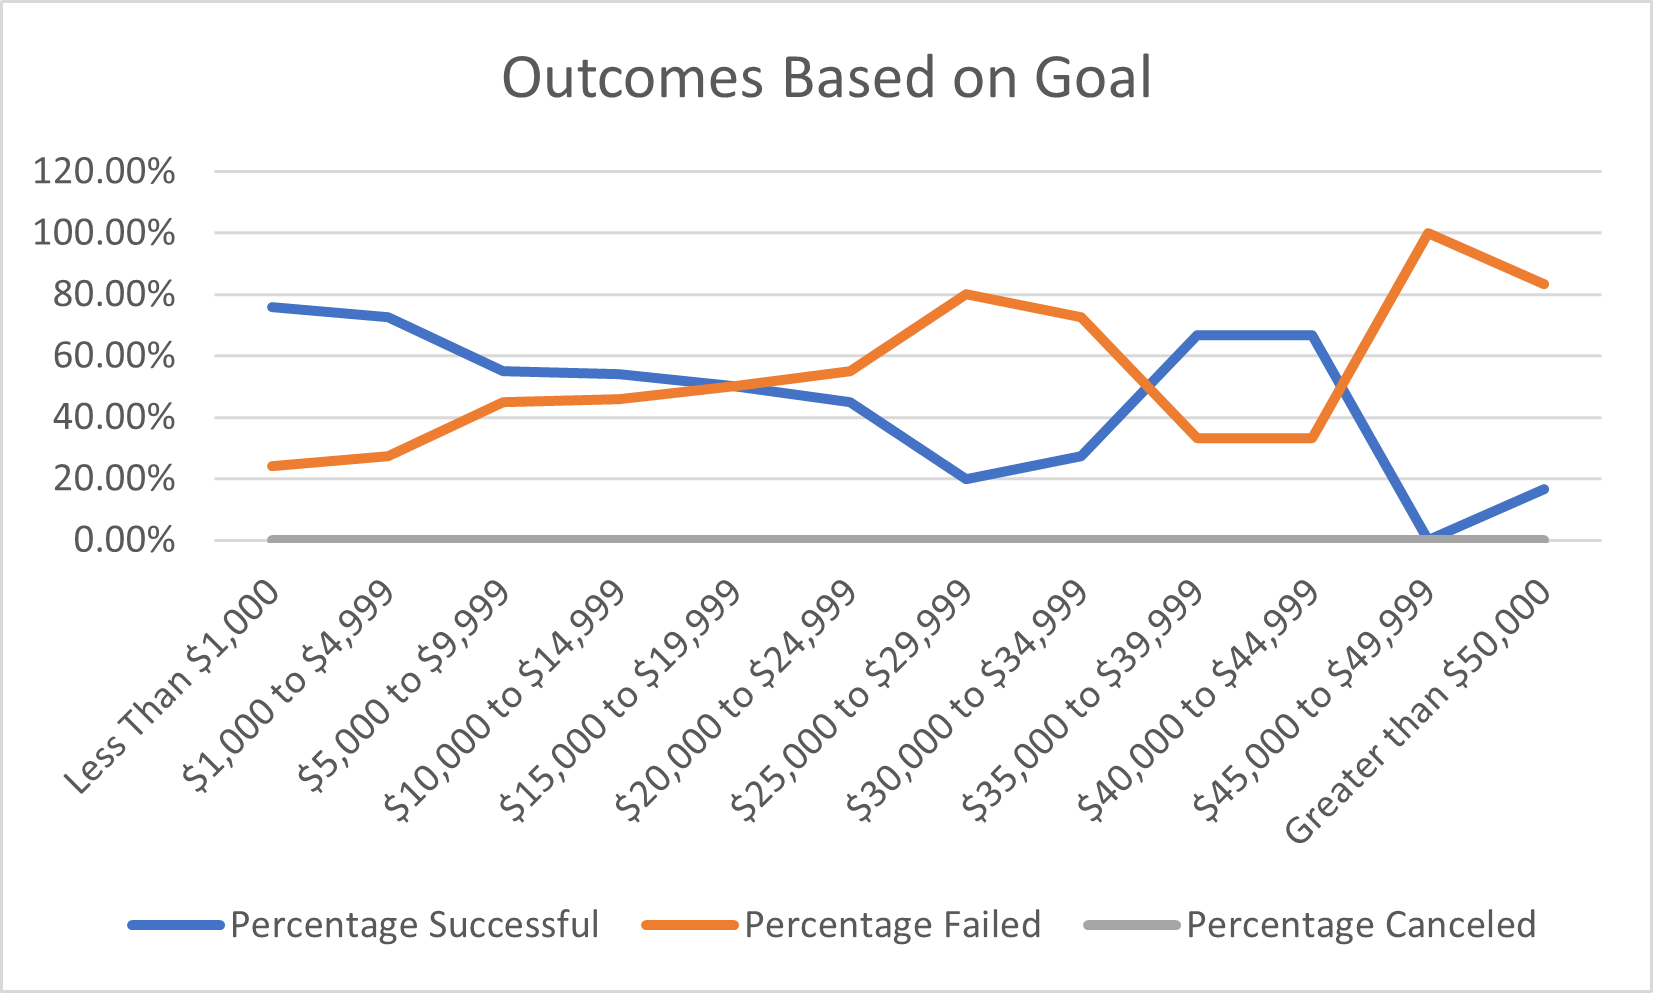 Outcomes Based on Goal
120.00%
100.00%
80.00%
60.00%
40.00%
20.00%
0.00%
Less Than $1,000
$1,000 to $4,999
$5,000 to $9,999
$10,000 to $14,999
$15,000 to $19,999
$20,000 to $24,999
$25,000 to $29,999
$30,000 to $34,999
$35,000 to $39,999
$40,000 to $44,999
$45,000 to $49,999
Greater than $50,000
Percentage Successful
Percentage Failed
Percentage Canceled